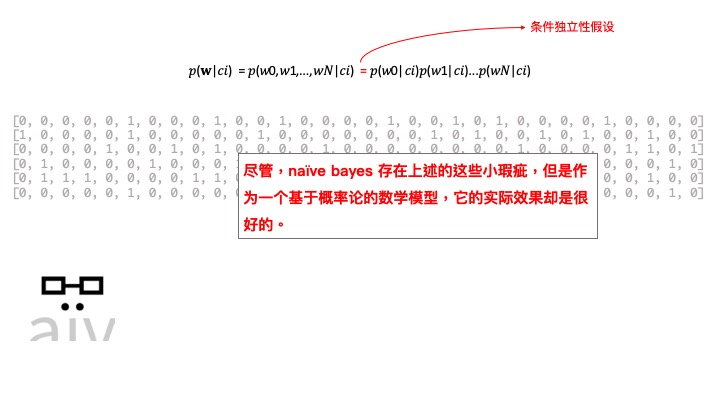 条件独立性假设
p(w|ci) = p(w0,w1,...,wN|ci) = p(w0|ci)p(w1|ci)...p(wN|ci)
[0, 0, 0, 0, 0, 1, 0, 0, 0, 1, 0, 0, 1, 0, 0, 0, 0, 1, 0, 0, 1, 0, 1, 0, 0, 0, 0, 1, 0, 0, 0, 0]
[1, 0, 0, 0, 0, 1, 0, 0, 0, 0, 0, 1, 0, 0, 0, 0, 0, 0, 0, 1, 0, 1, 0, 0, 1, 0, 1, 0, 0, 1, 0, 0]
[0, 0, 0, 0, 1, 0, 0, 1, 0, 1, 0, 0, 0, 0, 1, 0, 0, 0, 0, 0, 0, 0, 0, 1, 0, 0, 0, 0, 1, 1, 0, 1]
[0, 1, 0, 0, 0, 0, 1, 0, 0, 0, 0, 0, 0, 1, 0]
[0, 1, 1, 1, 0, 0, 0, 0, 1, 1, 0, 0, 1, 0, 0]
[0, 0, 0, 0, 0, 1, 0, 0, 0, 0, 0, 0, 0, 1, 0]
尽管，naïve bayes 存在上述的这些小瑕疵，但是作
为一个基于概率论的数学模型，它的实际效果却是很
好的。